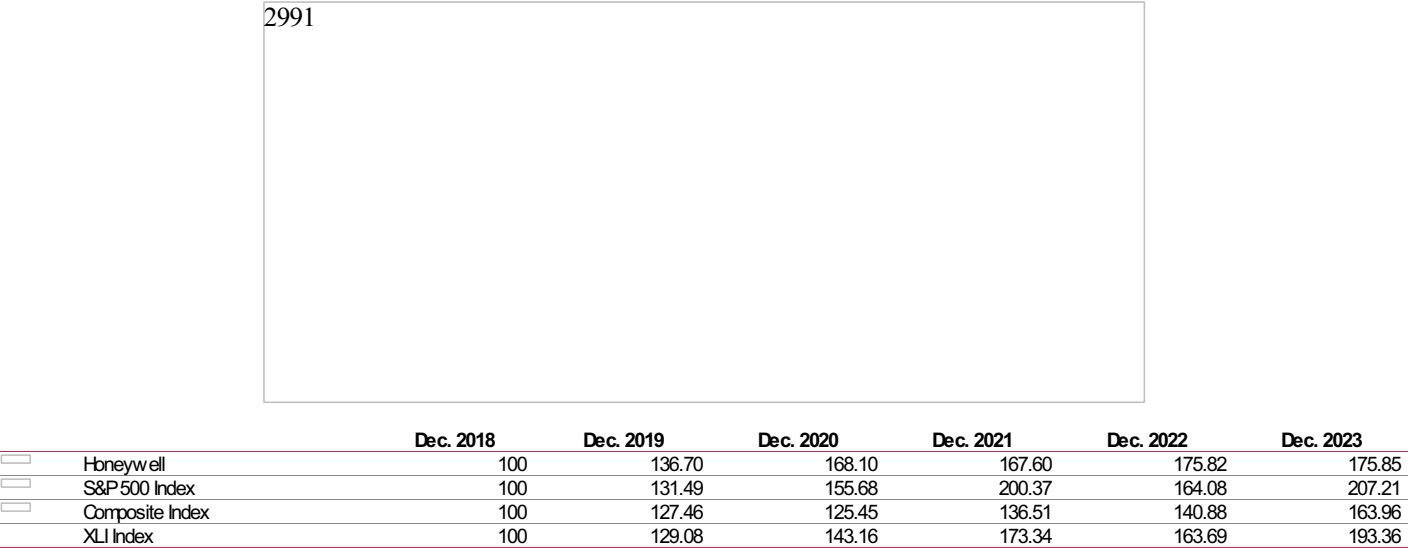 2991
Dec. 2018 Dec. 2019 Dec. 2020 Dec. 2021 Dec. 2022 Dec. 2023
Honeywell 100 136.70 168.10 167.60 175.82 175.85
S&P 500 Index 100 131.49 155.68 200.37 164.08 207.21
Composite Index 100 127.46 125.45 136.51 140.88 163.96
XLI Index 100 129.08 143.16 173.34 163.69 193.36